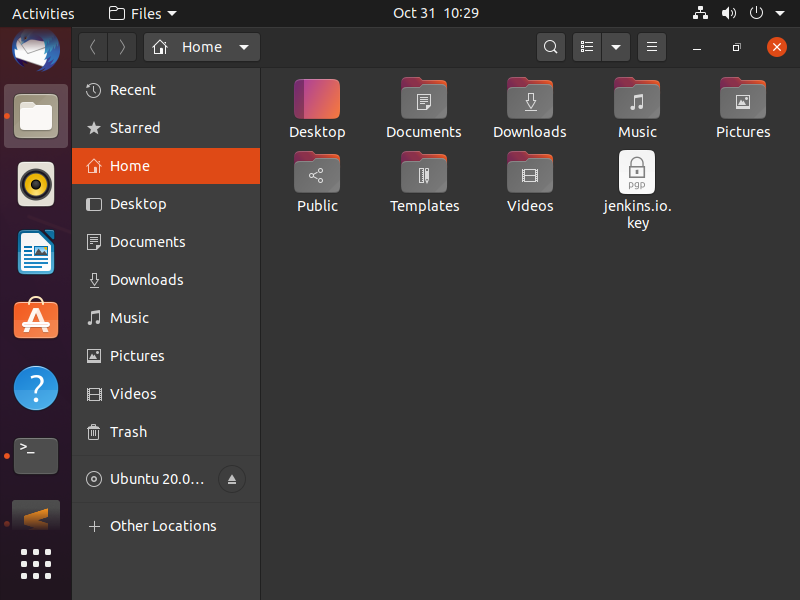 Activities Files Oct 31 10:29
Home
Recent
Starred
Home
Desktop
Documents
Downloads
Music
Pictures
Videos
Trash
Ubuntu 20.0…
Other Locations
Desktop Documents Downloads Music Pictures
Public Templates Videos pgp jenkins.io.
key